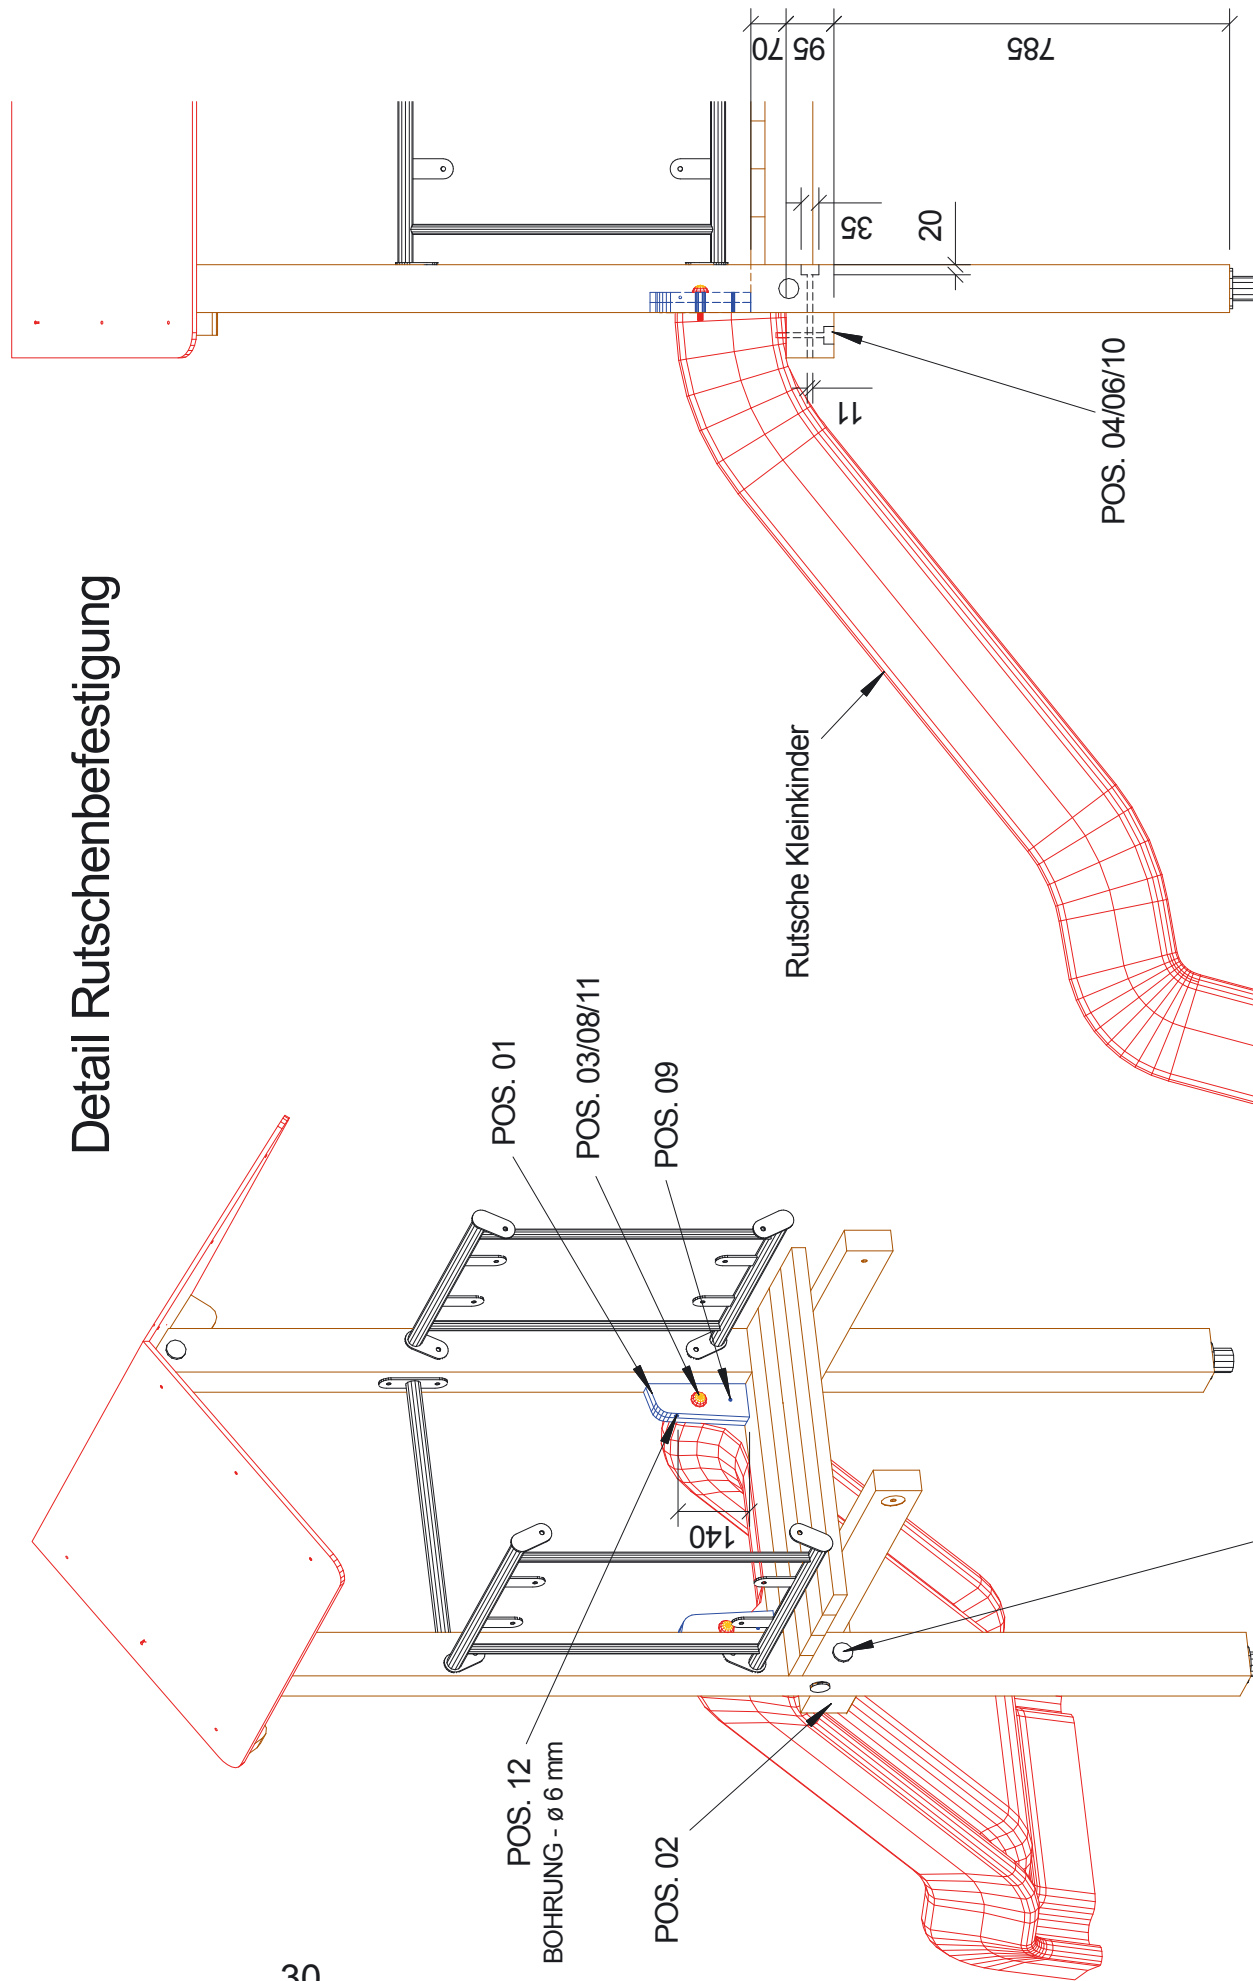 Detail Rutschenbefestigung
70
95
785
35
20
11
POS. 04/06/10
Rutsche Kleinkinder
POS. 01
POS. 03/08/11
POS. 09
140
POS. 12
BOHRUNG - ø 6 mm
POS. 02
30